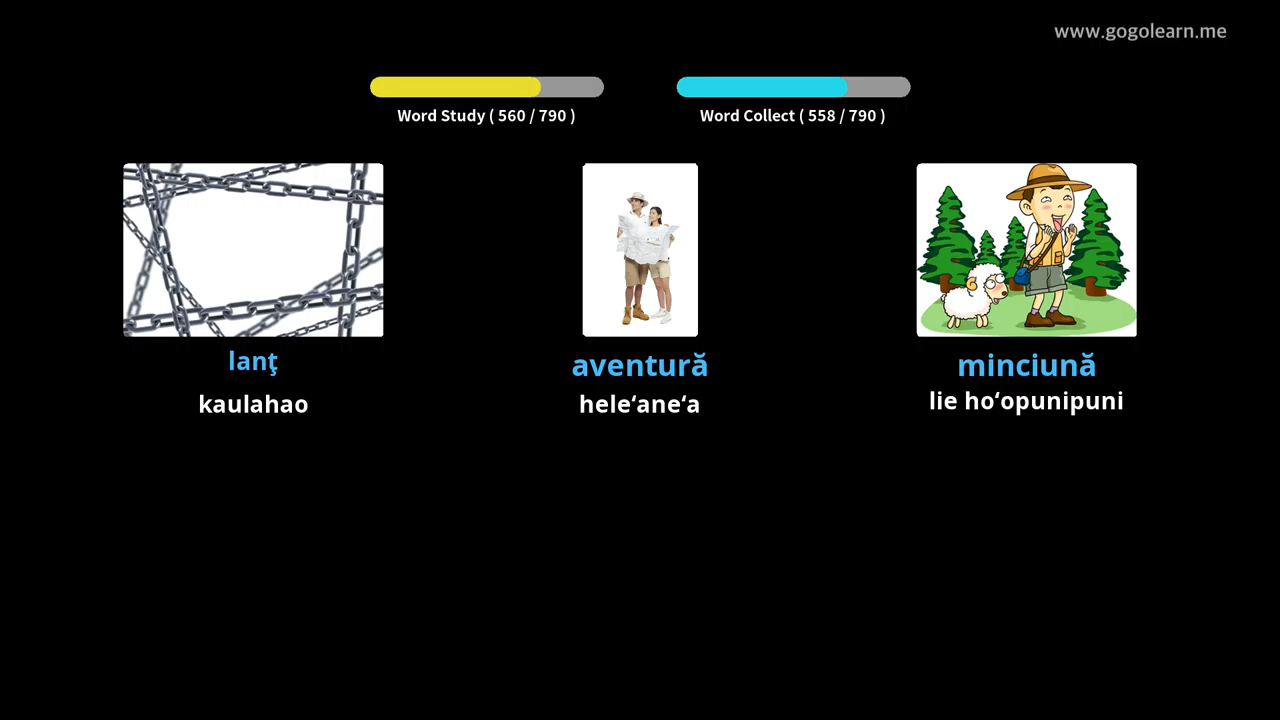 www.gogolearn.me
Word Study ( 560 / 790 )
Word Collect ( 558 / 790 )
lanţ
aventură
minciună
kaulahao
heleʻaneʻa
lie hoʻopunipuni